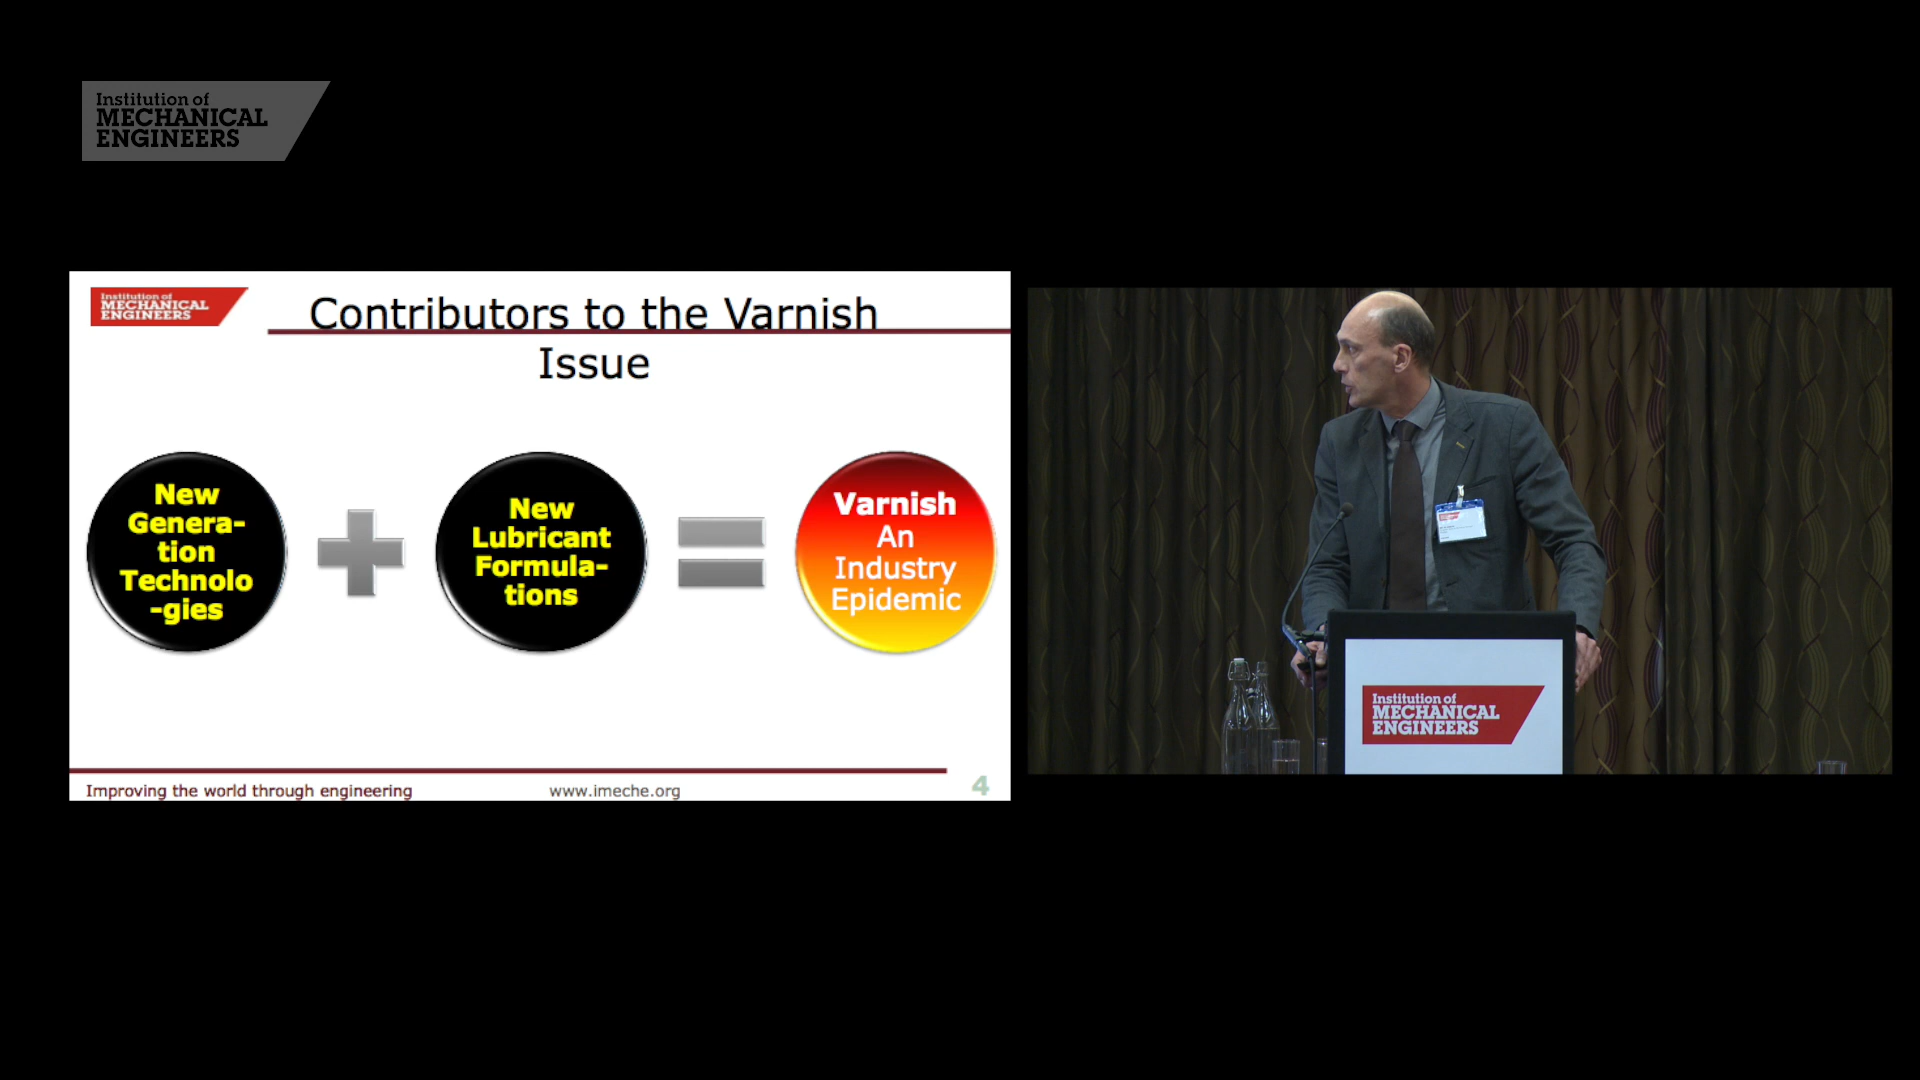 Institution of
MECHANICAL
ENGINEERS
Institution of
MECHANICAL
ENGINEERS
Contributors to the Varnish
Issue
New
Genera-
tion
Technolo
-gies
New
Lubricant
Formula-
tions
Varnish
An
Industry
Epidemic
Improving the world through engineering
www.imeche.org
4
Institution of
MECHANICAL
ENGINEERS